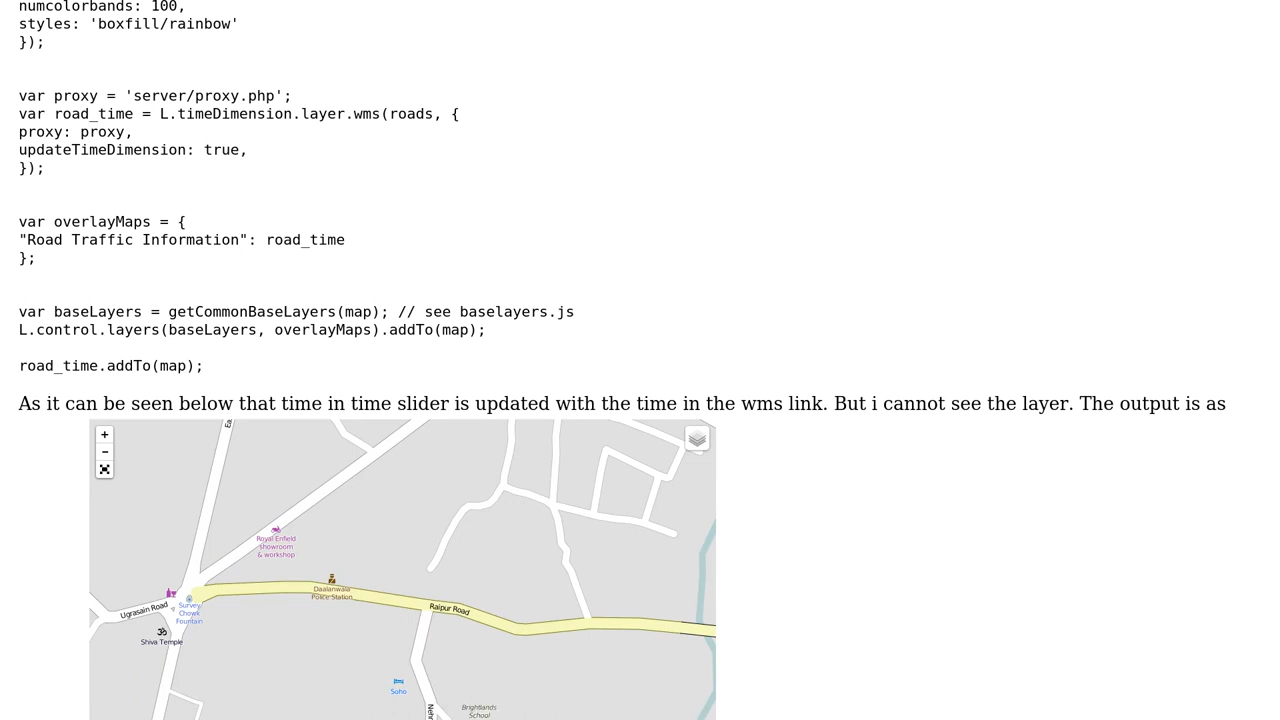 numcolorbands: 100,
styles: 'boxfill/rainbow'
});
var proxy = 'server/proxy.php';
var road_time = L.timeDimension.layer.wms(roads, {
proxy: proxy,
updateTimeDimension: true,
});
var overlayMaps = {
"Road Traffic Information": road_time
};
var baseLayers = getCommonBaseLayers(map); // see baselayers.js
L.control.layers(baseLayers, overlayMaps).addTo(map);
road_time.addTo(map);
As it can be seen below that time in time slider is updated with the time in the wms link. But i cannot see the layer. The output is as
+
−
Ea
Royal Enfield
showroom
& workshop
Daalanwala
Police Station
Raipur Road
Ugrasain Road
Survey
Chowk
Fountain
Shiva Temple
Soho
Brightlands
School
Nehr